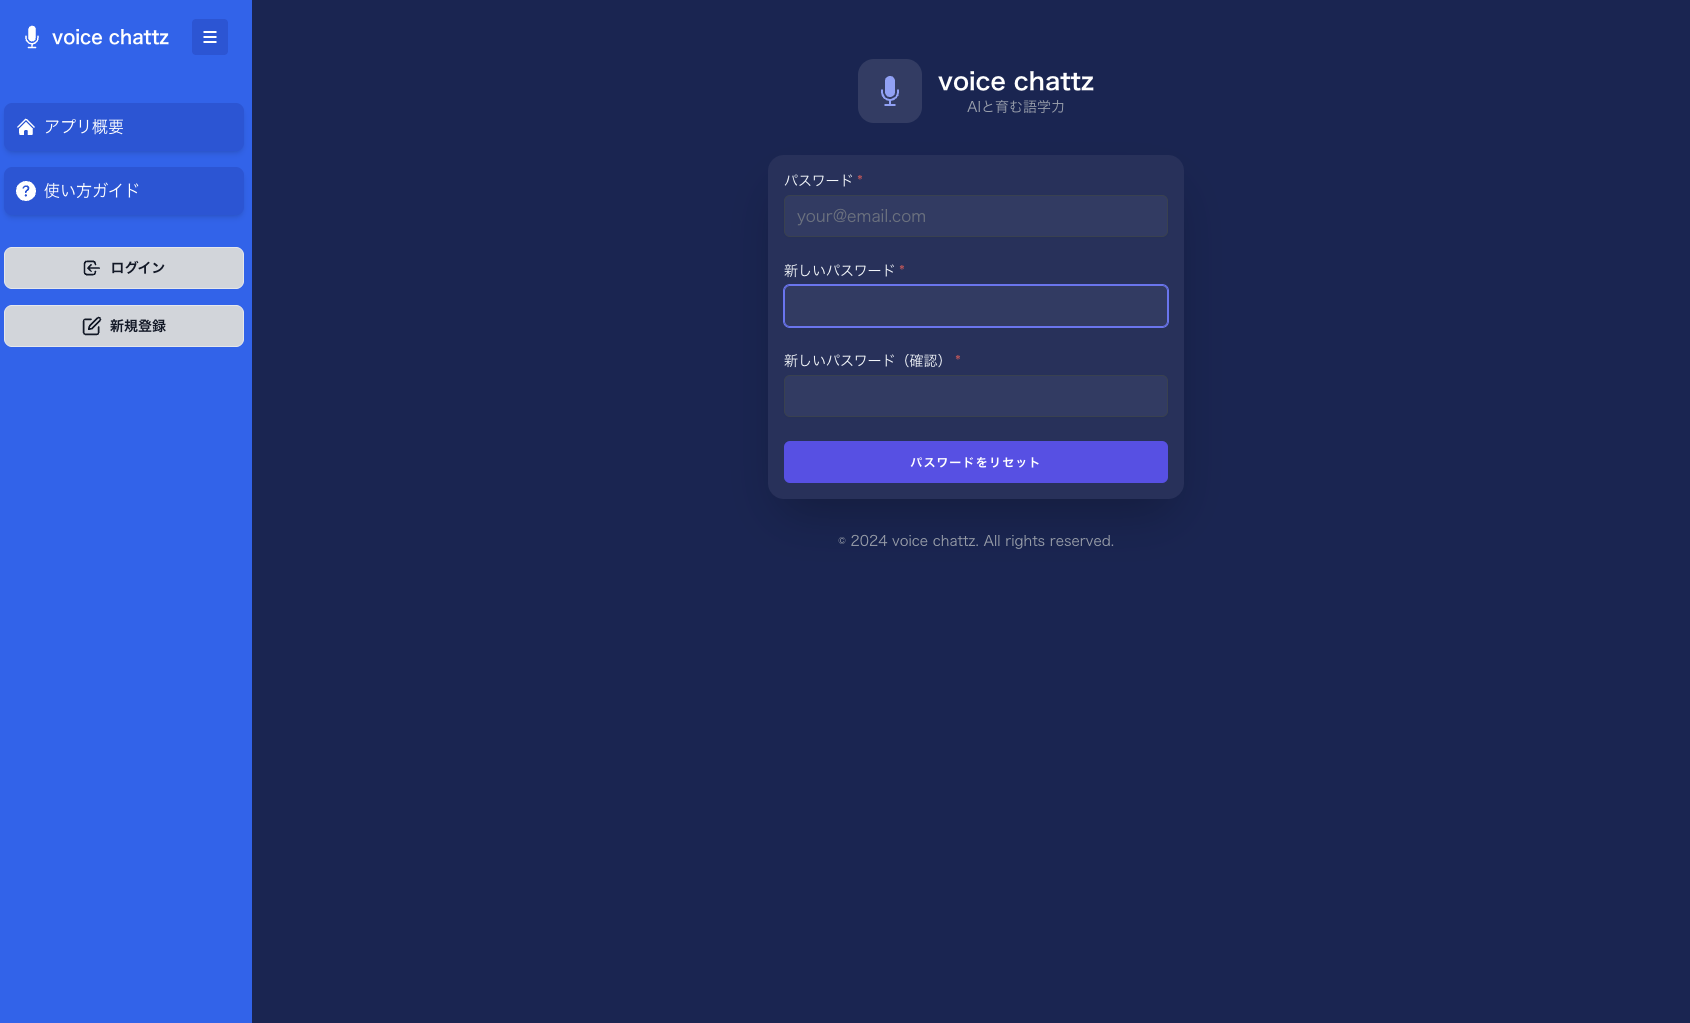 voice chattz
アプリ概要
使い方ガイド
ログイン
新規登録
voice chattz
AIと育む語学力
パスワード *
your@email.com
新しいパスワード *
新しいパスワード（確認） *
パスワードをリセット
© 2024 voice chattz. All rights reserved.